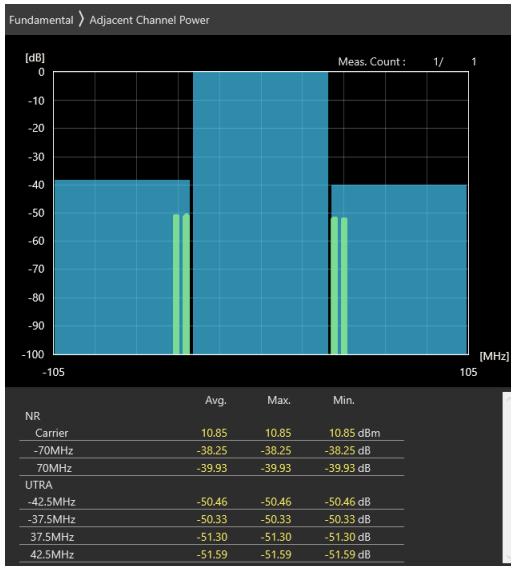 Fundamental 〉 Adjacent Channel Power
[dB]
Meas. Count : 1/ 1
0
-10
-20
-30
-40
-50
-60
-70
-80
-90
-100
[MHz]
-105 105
Avg. Max. Min.
NR
Carrier 10.85 10.85 10.85 dBm
-70MHz -38.25 -38.25 -38.25 dB
70MHz -39.93 -39.93 -39.93 dB
UTRA
-42.5MHz -50.46 -50.46 -50.46 dB
-37.5MHz -50.33 -50.33 -50.33 dB
37.5MHz -51.30 -51.30 -51.30 dB
42.5MHz -51.59 -51.59 -51.59 dB